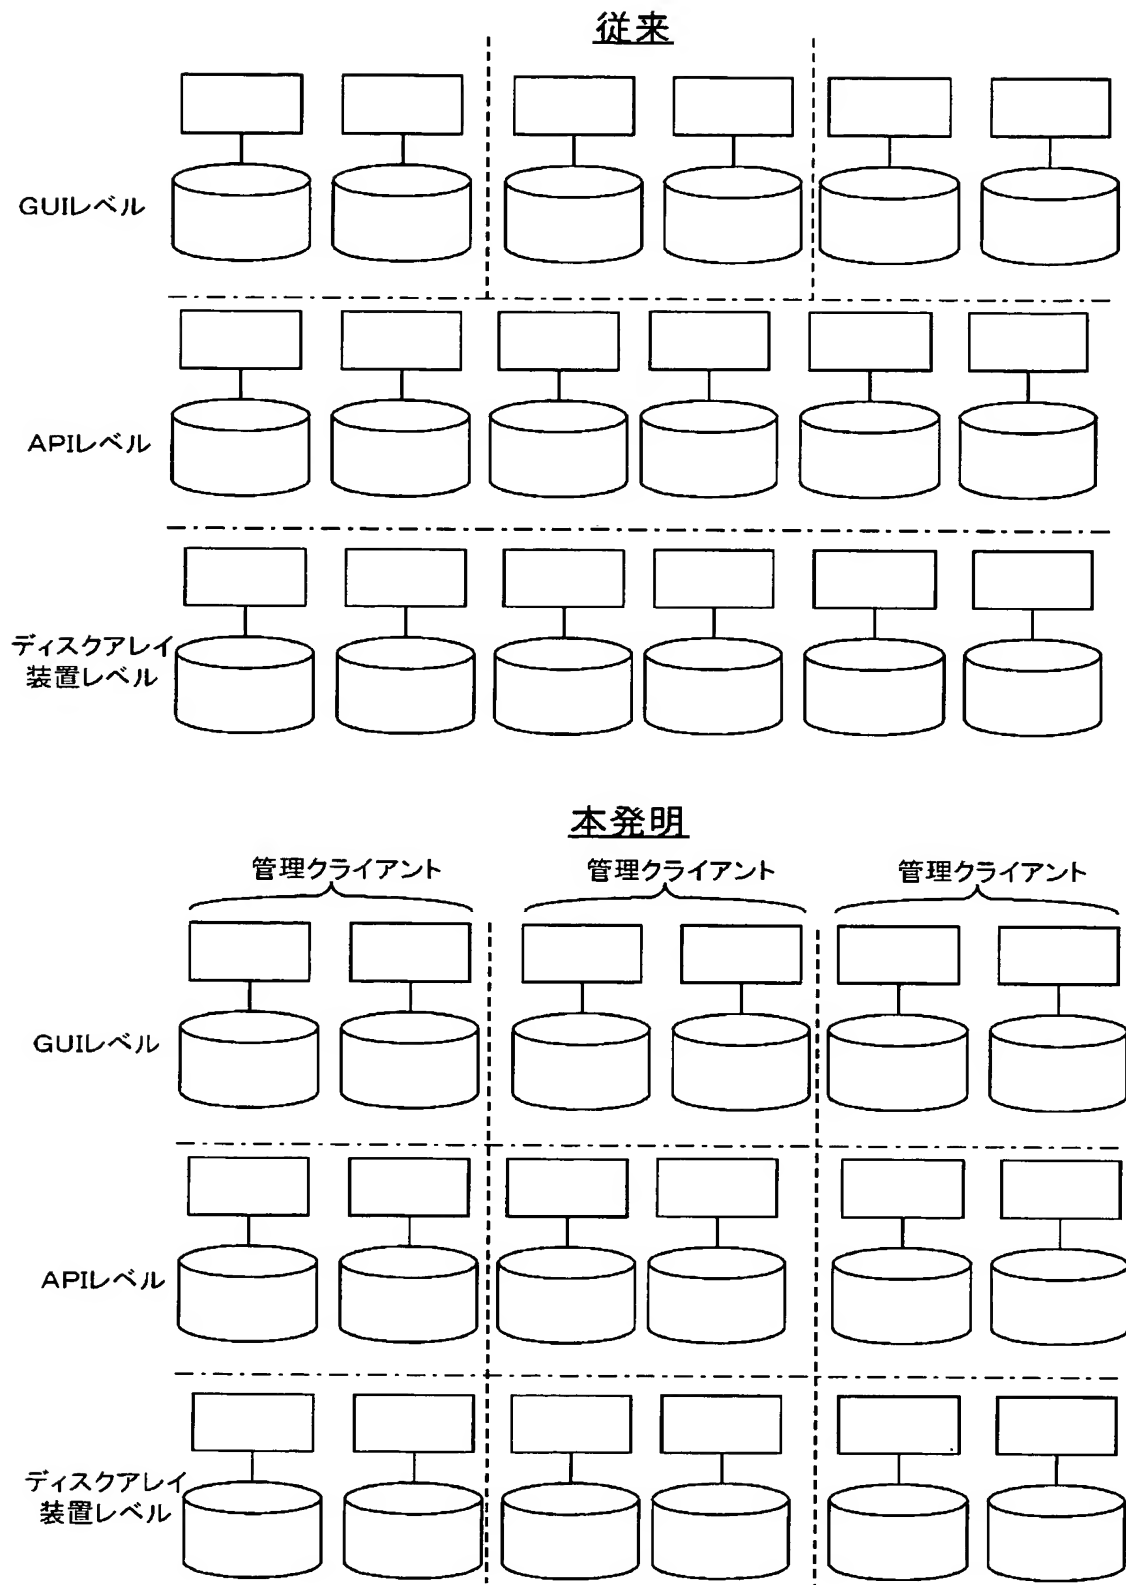 従来
GUIレベル
APIレベル
ディスクアレイ
装置レベル
本発明
管理クライアント 管理クライアント 管理クライアント
GUIレベル
APIレベル
ディスクアレイ
装置レベル